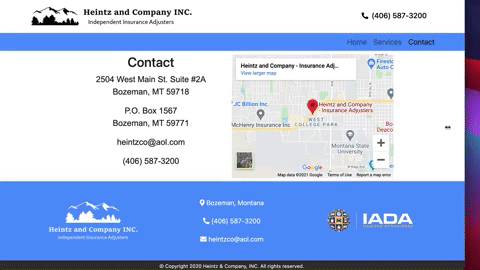 Heintz and Company INC.
Independent Insurance Adjusters
(406) 587-3200
Home Services Contact
Contact
2504 West Main St. Suite #2A
Bozeman, MT 59718
P.O. Box 1567
Bozeman, MT 59771
heintzco@aol.com
(406) 587-3200
Heintz and Company - Insurance Adj...
View larger map
Firesto
Auto C
JC Billion Inc.
Heintz and Company
- Insurance Adjusters
McHenry Insurance Inc.
WEST
COLLEGE PARK
Montana State
University
Museum
Google
Map data ©2021 Google Terms of Use Report a map error
Heintz and Company INC.
Independent Insurance Adjusters
Bozeman, Montana
(406) 587-3200
heintzco@aol.com
IADA
© Copyright 2020 Heintz & Company, INC. All rights reserved.